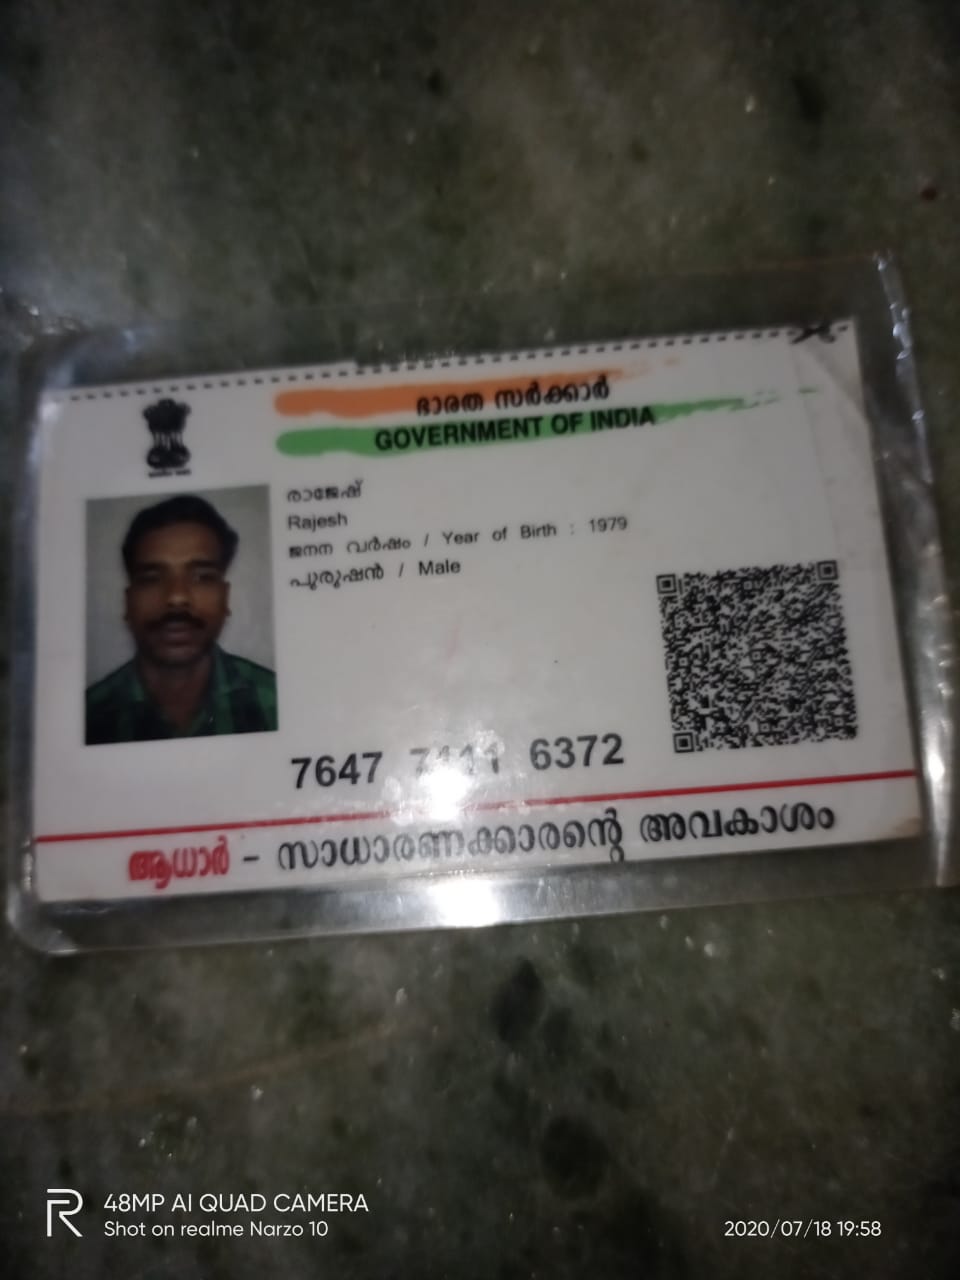 ഭാരത സർക്കാർ
GOVERNMENT OF INDIA
രാജേഷ്
Rajesh
ജനന വർഷം / Year of Birth : 1979
പുരുഷൻ / Male
7647 6372
ആധാർ - സാധാരണക്കാരന്റെ അവകാശം
48MP AI QUAD CAMERA
Shot on realme Narzo 10
2020/07/18 19:58